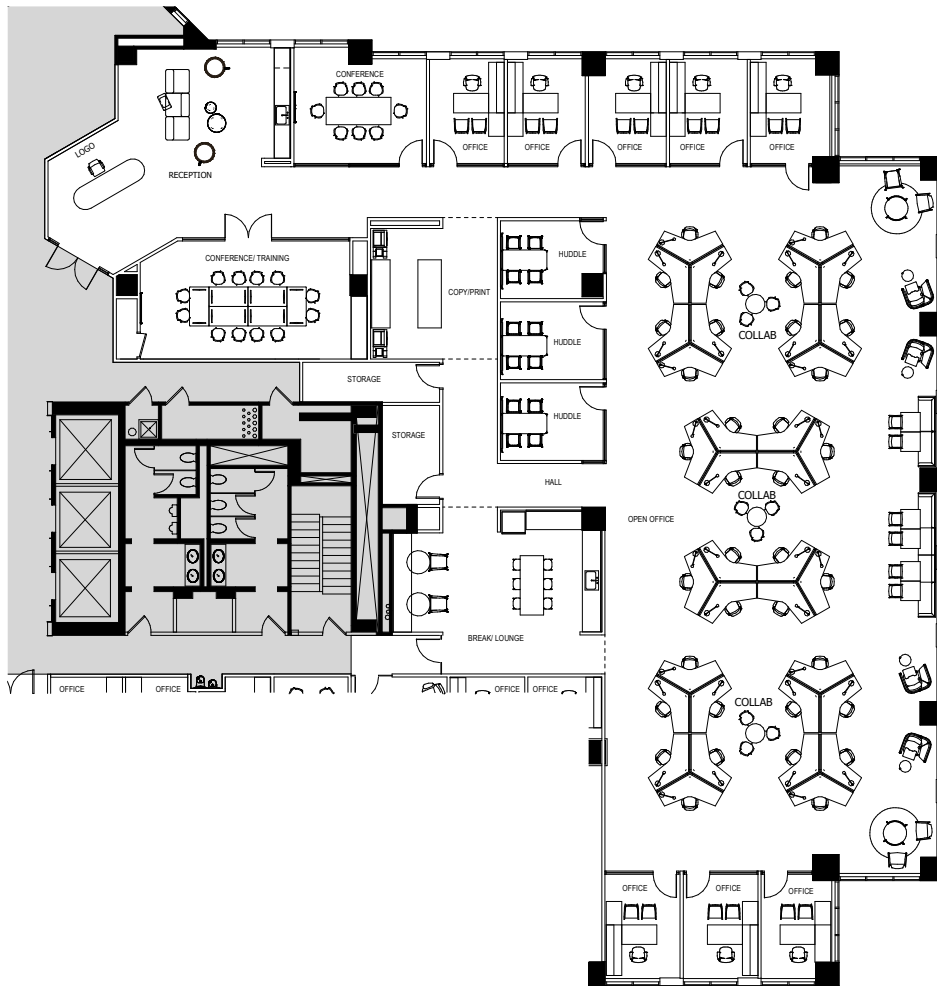 CONFERENCE
LOGO
RECEPTION
OFFICE
OFFICE
OFFICE
OFFICE
OFFICE
CONFERENCE/ TRAINING
COPY/PRINT
HUDDLE
HUDDLE
HUDDLE
COLLAB
STORAGE
STORAGE
HALL
COLLAB
OPEN OFFICE
BREAK/ LOUNGE
OFFICE
OFFICE
OFFICE
OFFICE
COLLAB
OFFICE
OFFICE
OFFICE